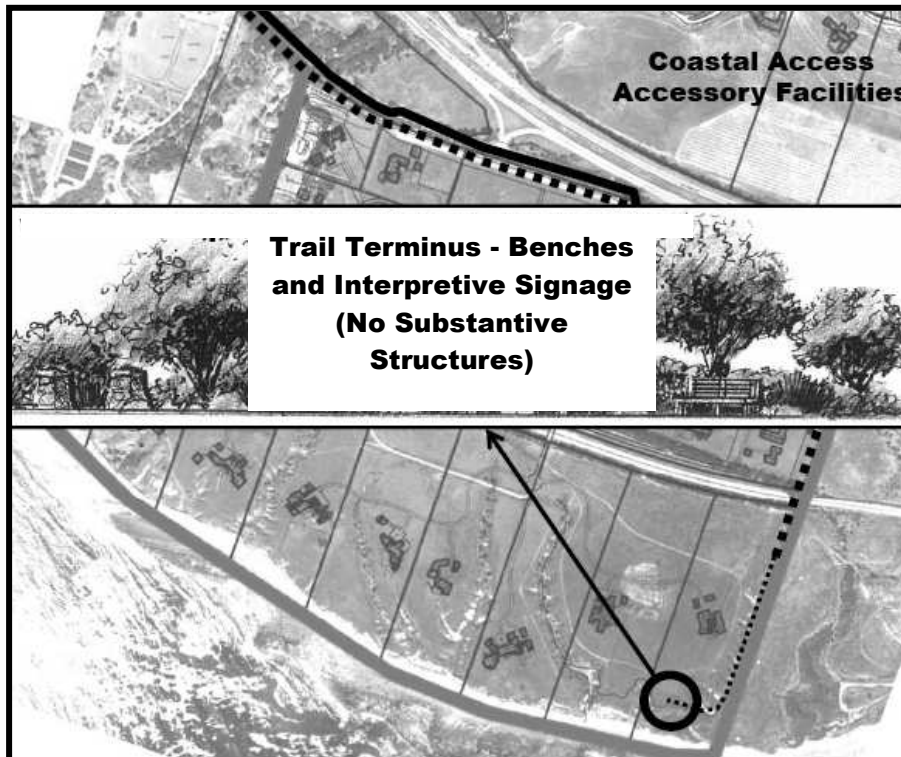 Coastal Access
Accessory Facilities
Trail Terminus - Benches
and Interpretive Signage
(No Substantive
Structures)